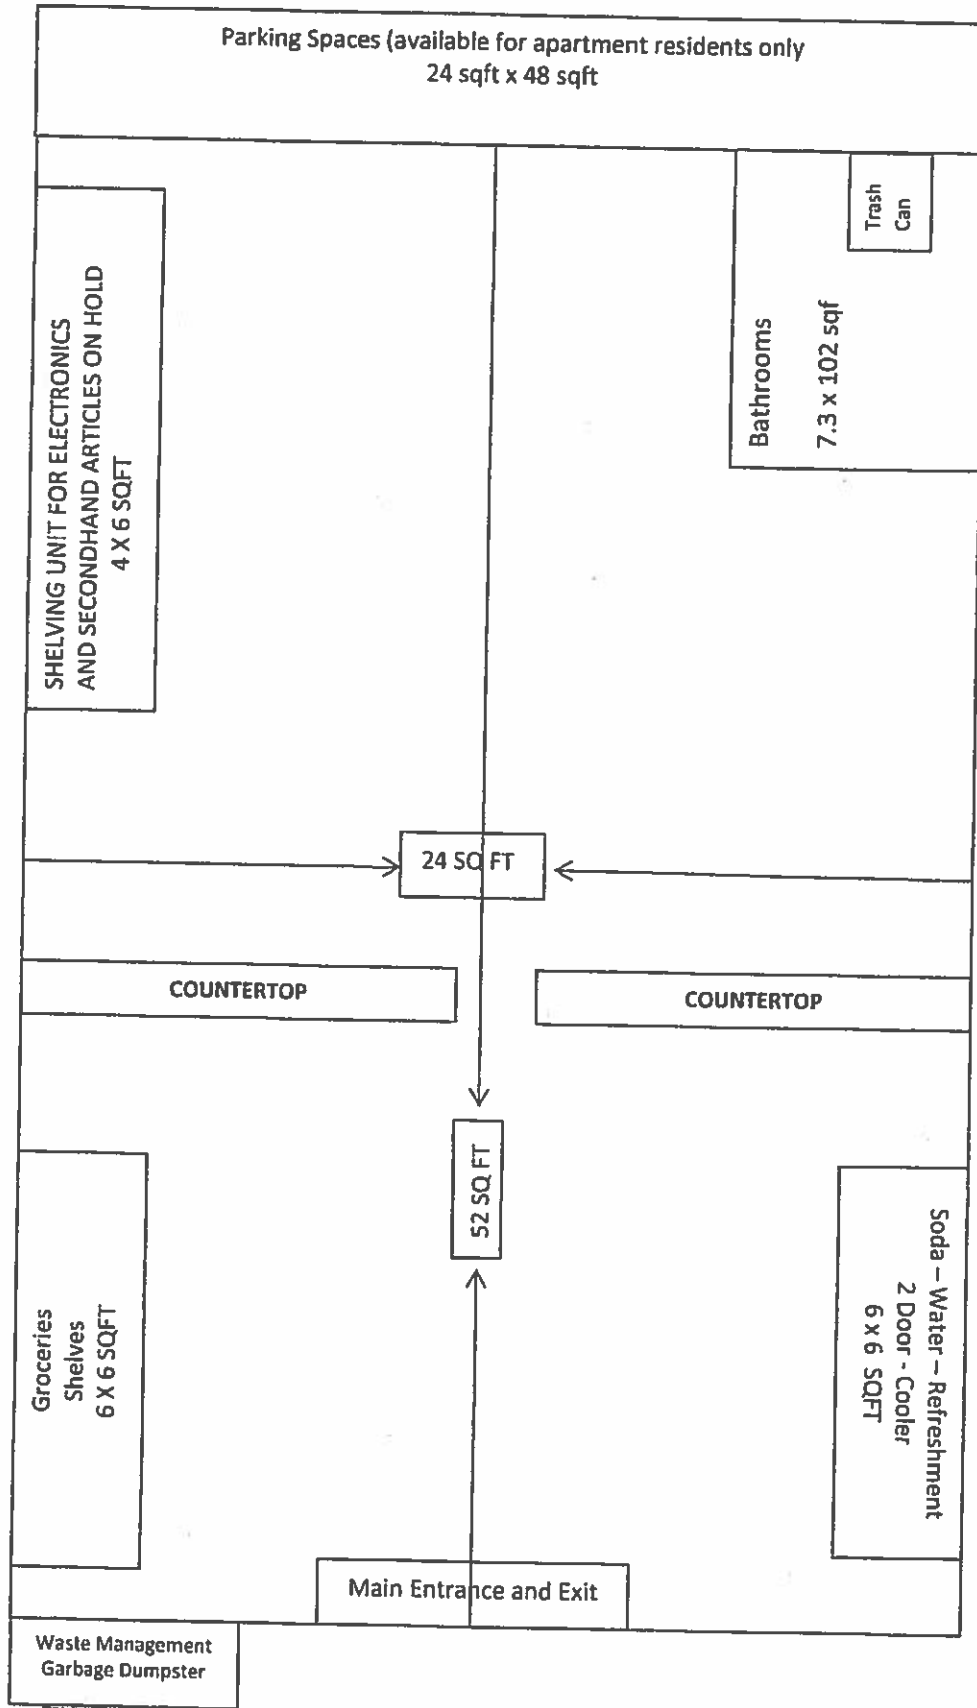 Parking Spaces (available for apartment residents only
24 sqft x 48 sqft
SHELVING UNIT FOR ELECTRONICS
AND SECONDHAND ARTICLES ON HOLD
4 X 6 SQFT
Trash
Can
Bathrooms
7.3 x 102 sqf
24 SQ FT
COUNTERTOP
COUNTERTOP
52 SQ FT
Groceries
Shelves
6 X 6 SQFT
Soda – Water – Refreshment
2 Door - Cooler
6 x 6 SQFT
Main Entrance and Exit
Waste Management
Garbage Dumpster